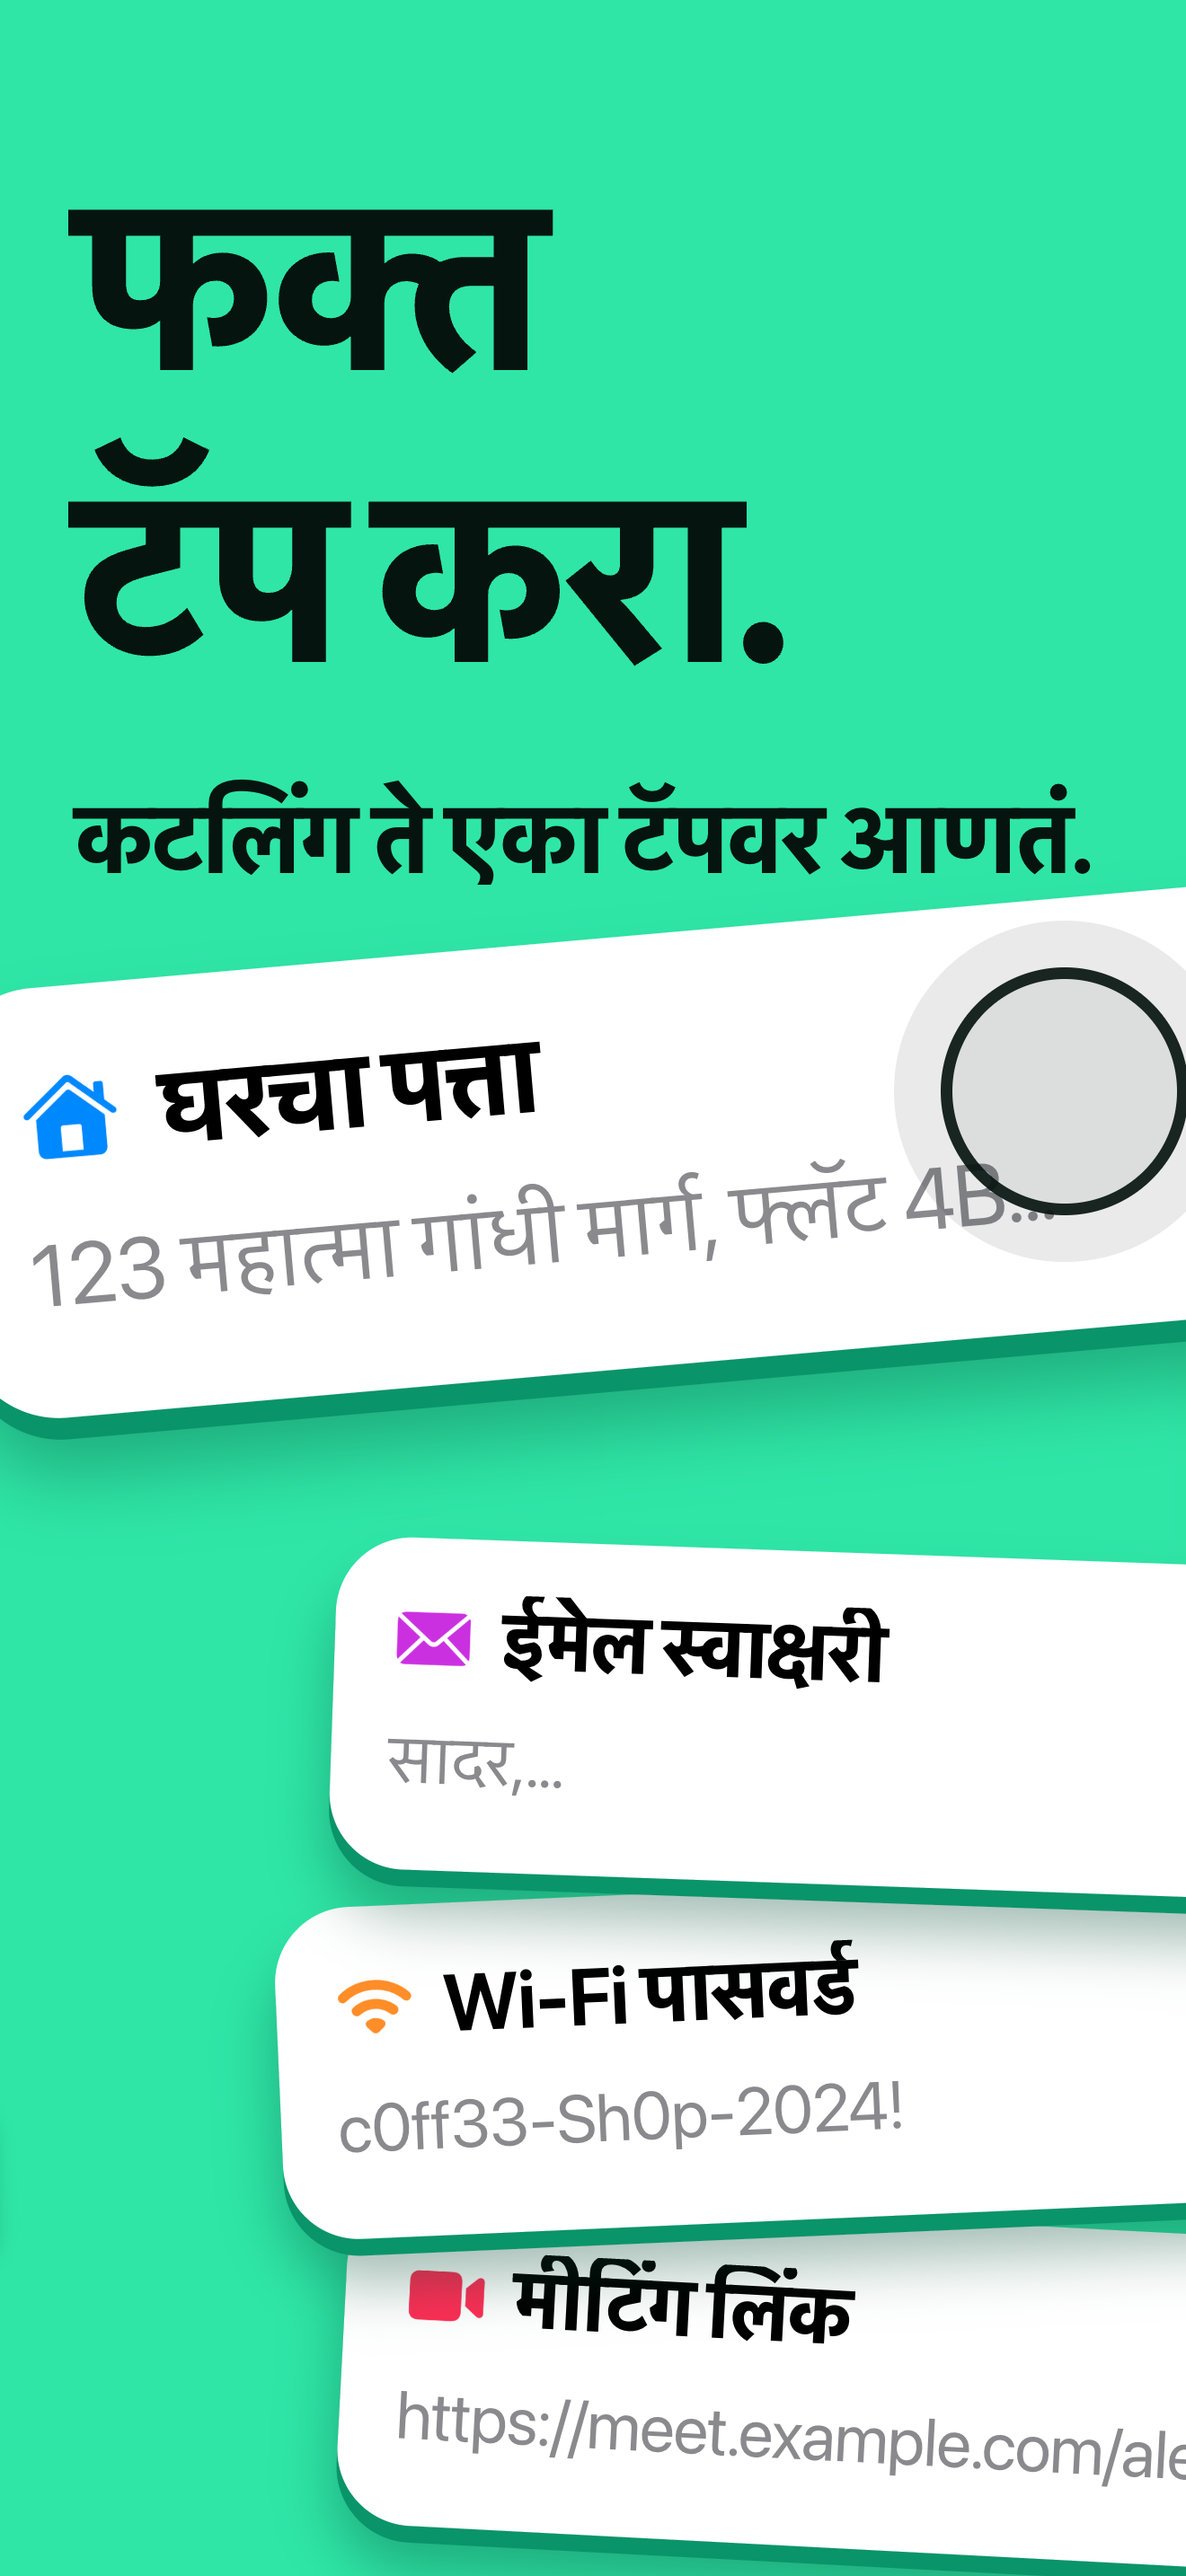 फक्त
टॅप करा.
कटलिंग ते एका टॅपवर आणतं.
घरचा पत्ता
123 महात्मा गांधी मार्ग, फ्लॅट 4B...
ईमेल स्वाक्षरी
सादर,...
Wi-Fi पासवर्ड
c0ff33-Sh0p-2024!
मीटिंग लिंक
https://meet.example.com/ale